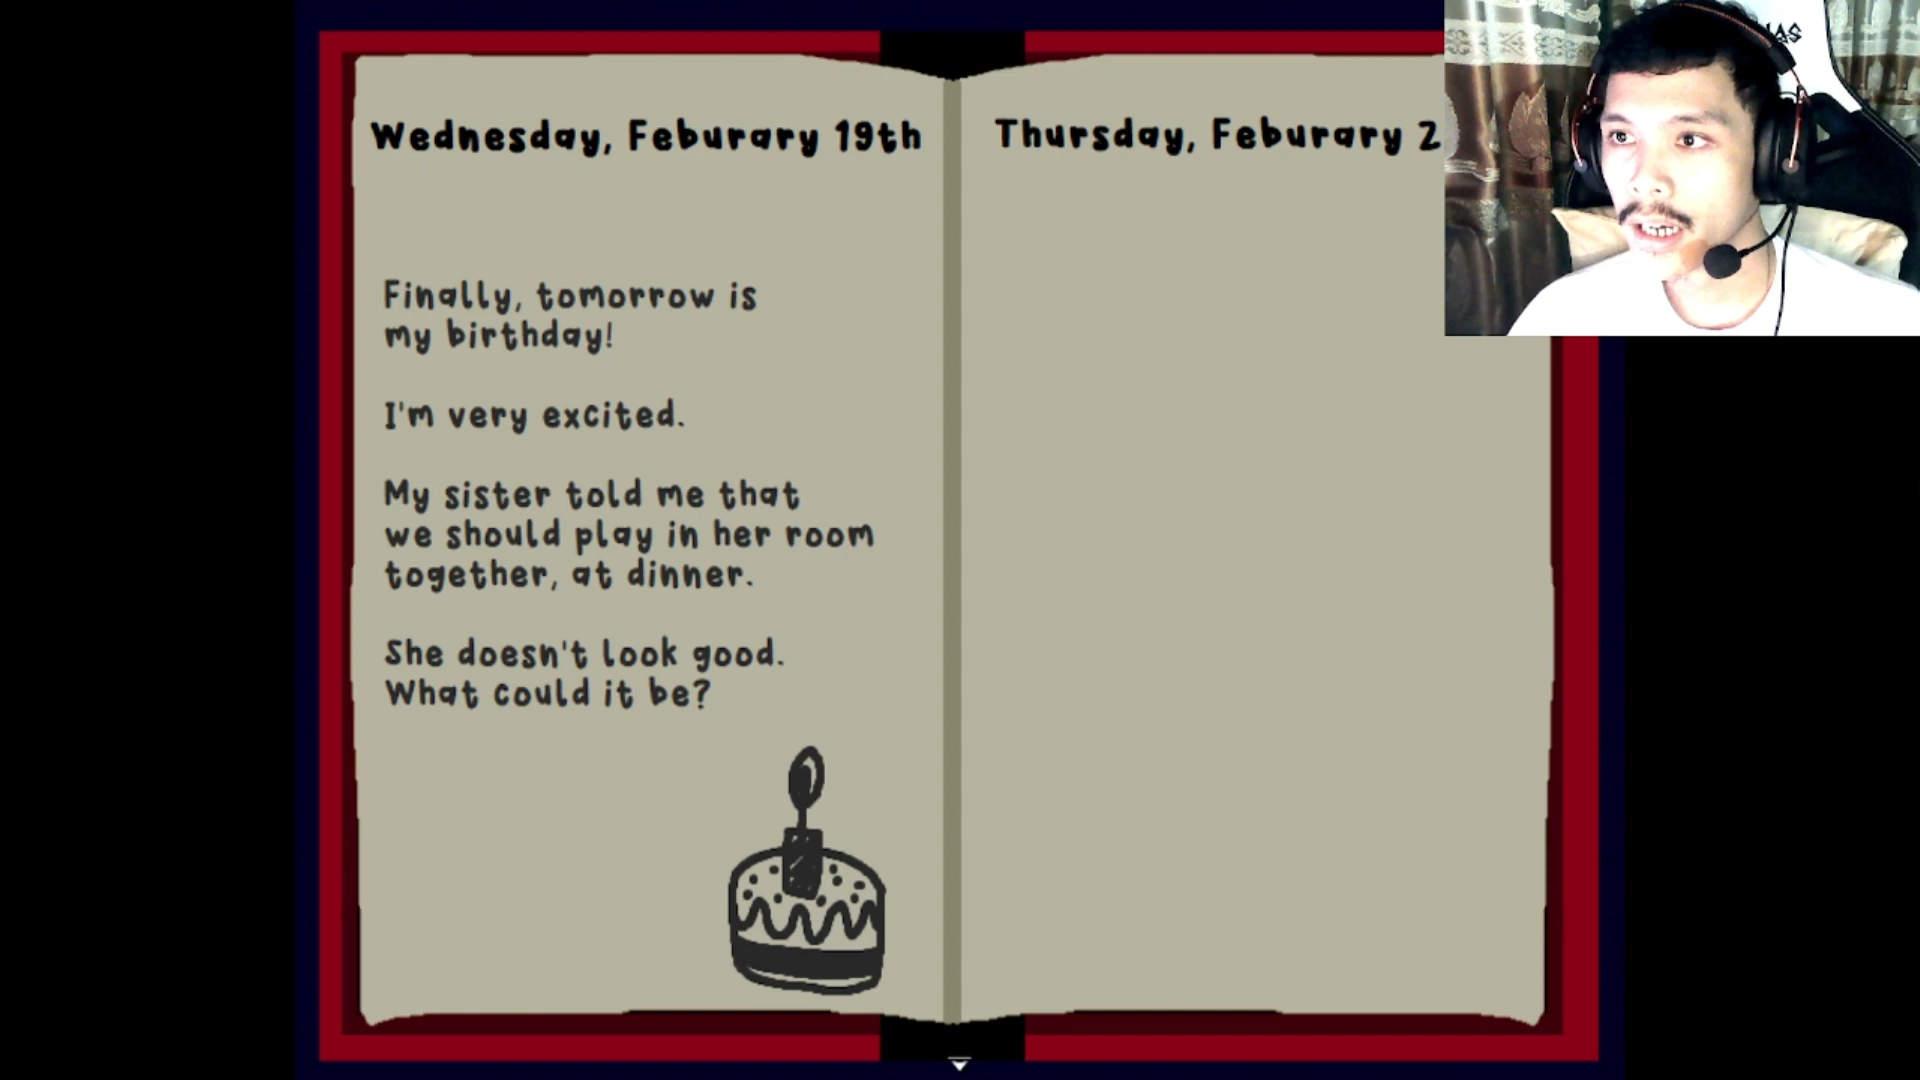 Wednesday, Feburary 19th
Finally, tomorrow is
my birthday!
I'm very excited.
My sister told me that
we should play in her room
together, at dinner.
She doesn't look good.
What could it be?
Thursday, Feburary 2